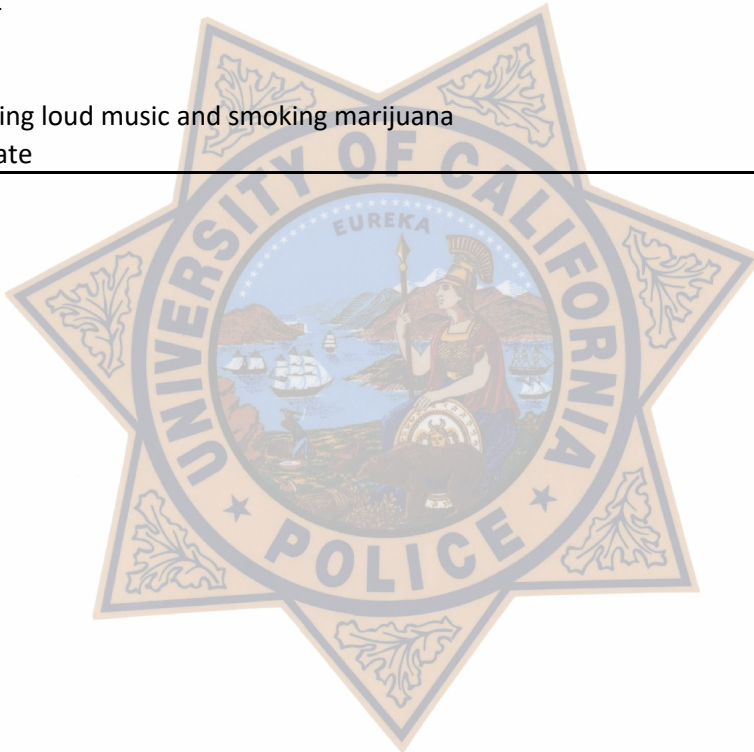 ing loud music and smoking marijuana
ate
UNIVERSITY OF CALIFORNIA
EUREKA
POLICE